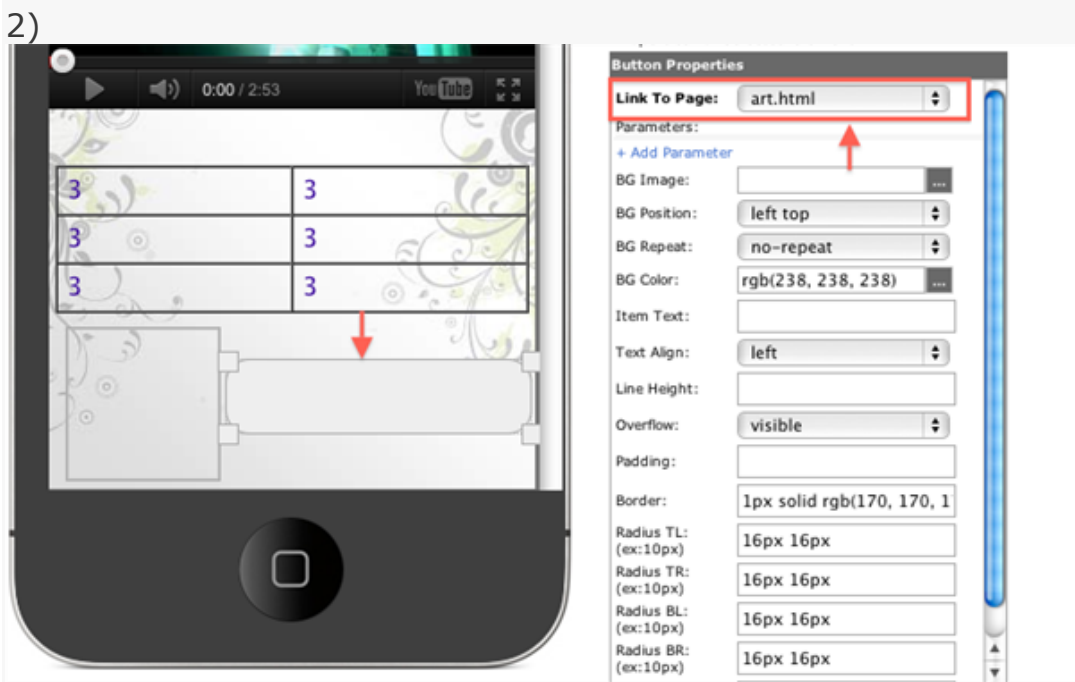 2)
0:00 / 2:53
YouTube
3 3
3 3
3 3
Button Properties
Link To Page: art.html
Parameters:
+ Add Parameter
BG Image: ...
BG Position: left top
BG Repeat: no-repeat
BG Color: rgb(238, 238, 238) ...
Item Text:
Text Align: left
Line Height:
Overflow: visible
Padding:
Border: 1px solid rgb(170, 170, 1
Radius TL:
(ex:10px)
16px 16px
Radius TR:
(ex:10px)
16px 16px
Radius BL:
(ex:10px)
16px 16px
Radius BR:
(ex:10px)
16px 16px